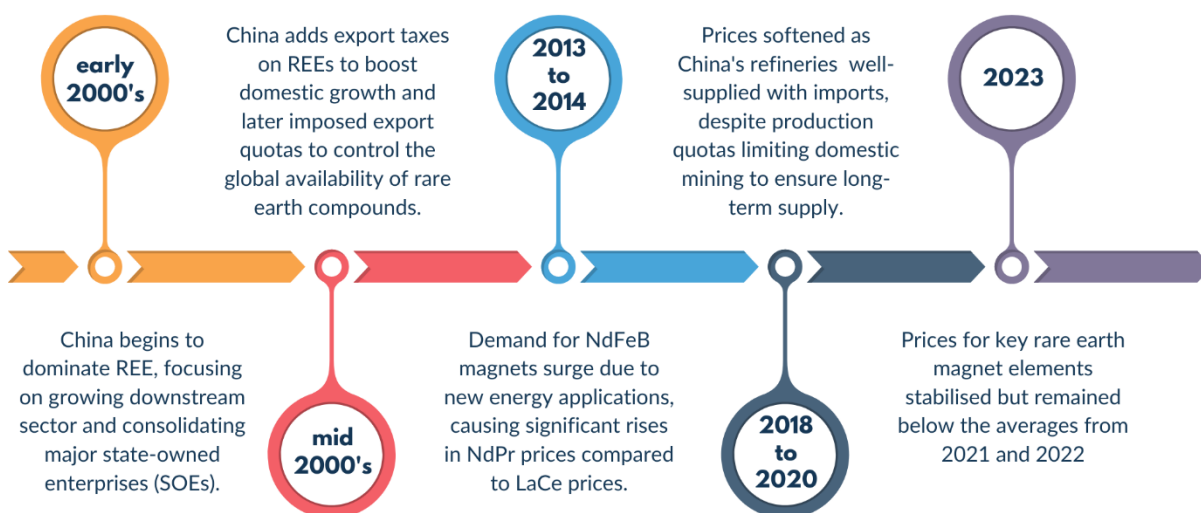 early
2000's
China begins to
dominate REE, focusing
on growing downstream
sector and consolidating
major state-owned
enterprises (SOEs).
China adds export taxes
on REEs to boost
domestic growth and
later imposed export
quotas to control the
global availability of rare
earth compounds.
mid
2000's
2013
to
2014
Demand for NdFeB
magnets surge due to
new energy applications,
causing significant rises
in NdPr prices compared
to LaCe prices.
Prices softened as
China's refineries well-
supplied with imports,
despite production
quotas limiting domestic
mining to ensure long-
term supply.
2018
to
2020
2023
Prices for key rare earth
magnet elements
stabilised but remained
below the averages from
2021 and 2022